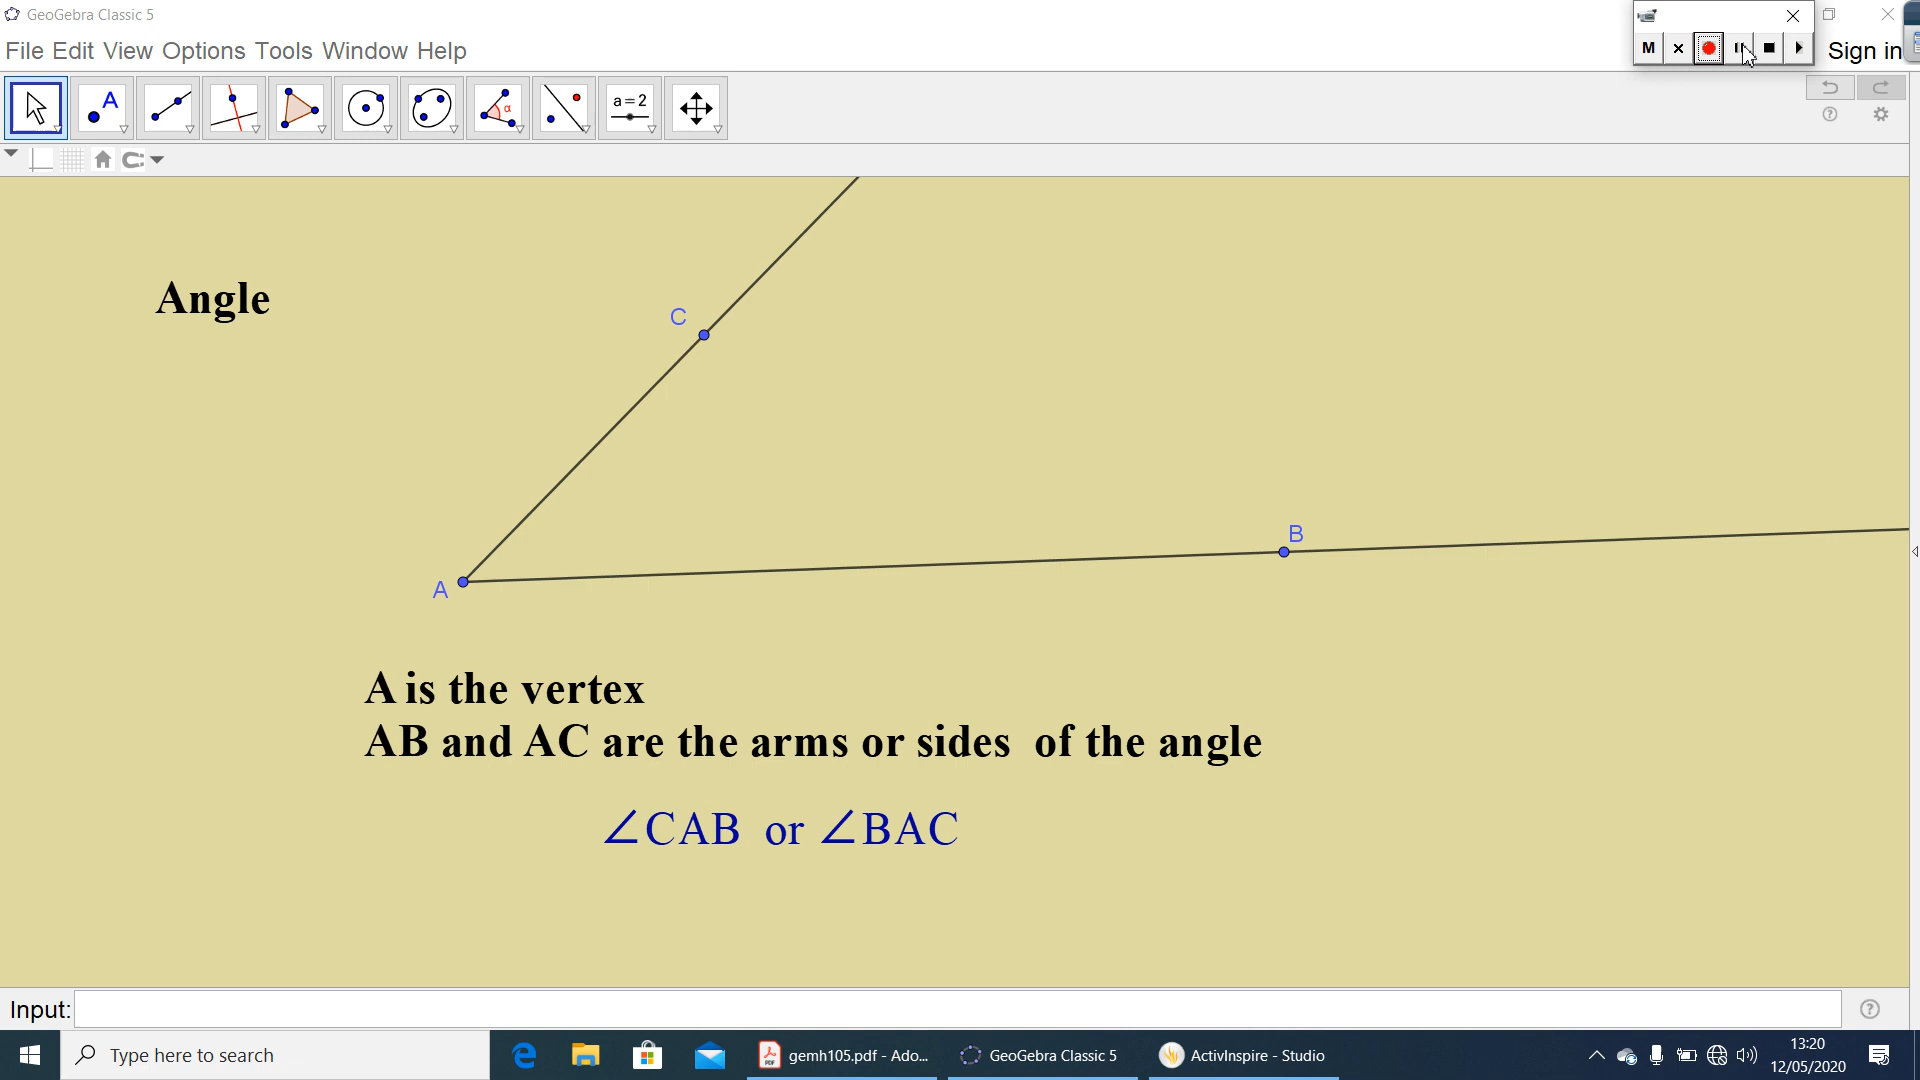 GeoGebra Classic 5
File Edit View Options Tools Window Help
M
Sign in
A
α
a = 2
Angle
C
B
A
A is the vertex
AB and AC are the arms or sides of the angle
∠CAB or ∠BAC
Input:
Type here to search
PDF
gemh105.pdf - Ado...
GeoGebra Classic 5
ActivInspire - Studio
13:20
12/05/2020